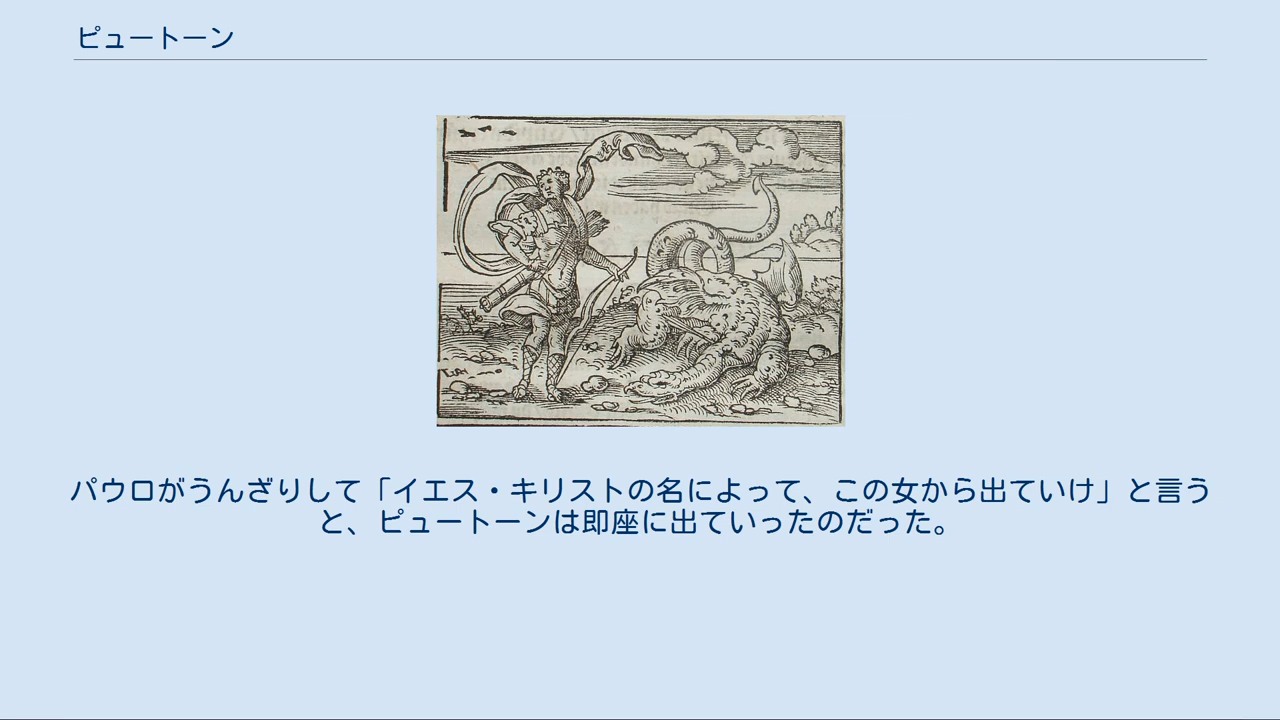 ピュートーン
パウロがうんざりして「イエス・キリストの名によって、この女から出ていけ」と言う
と、ピュートーンは即座に出ていったのだった。